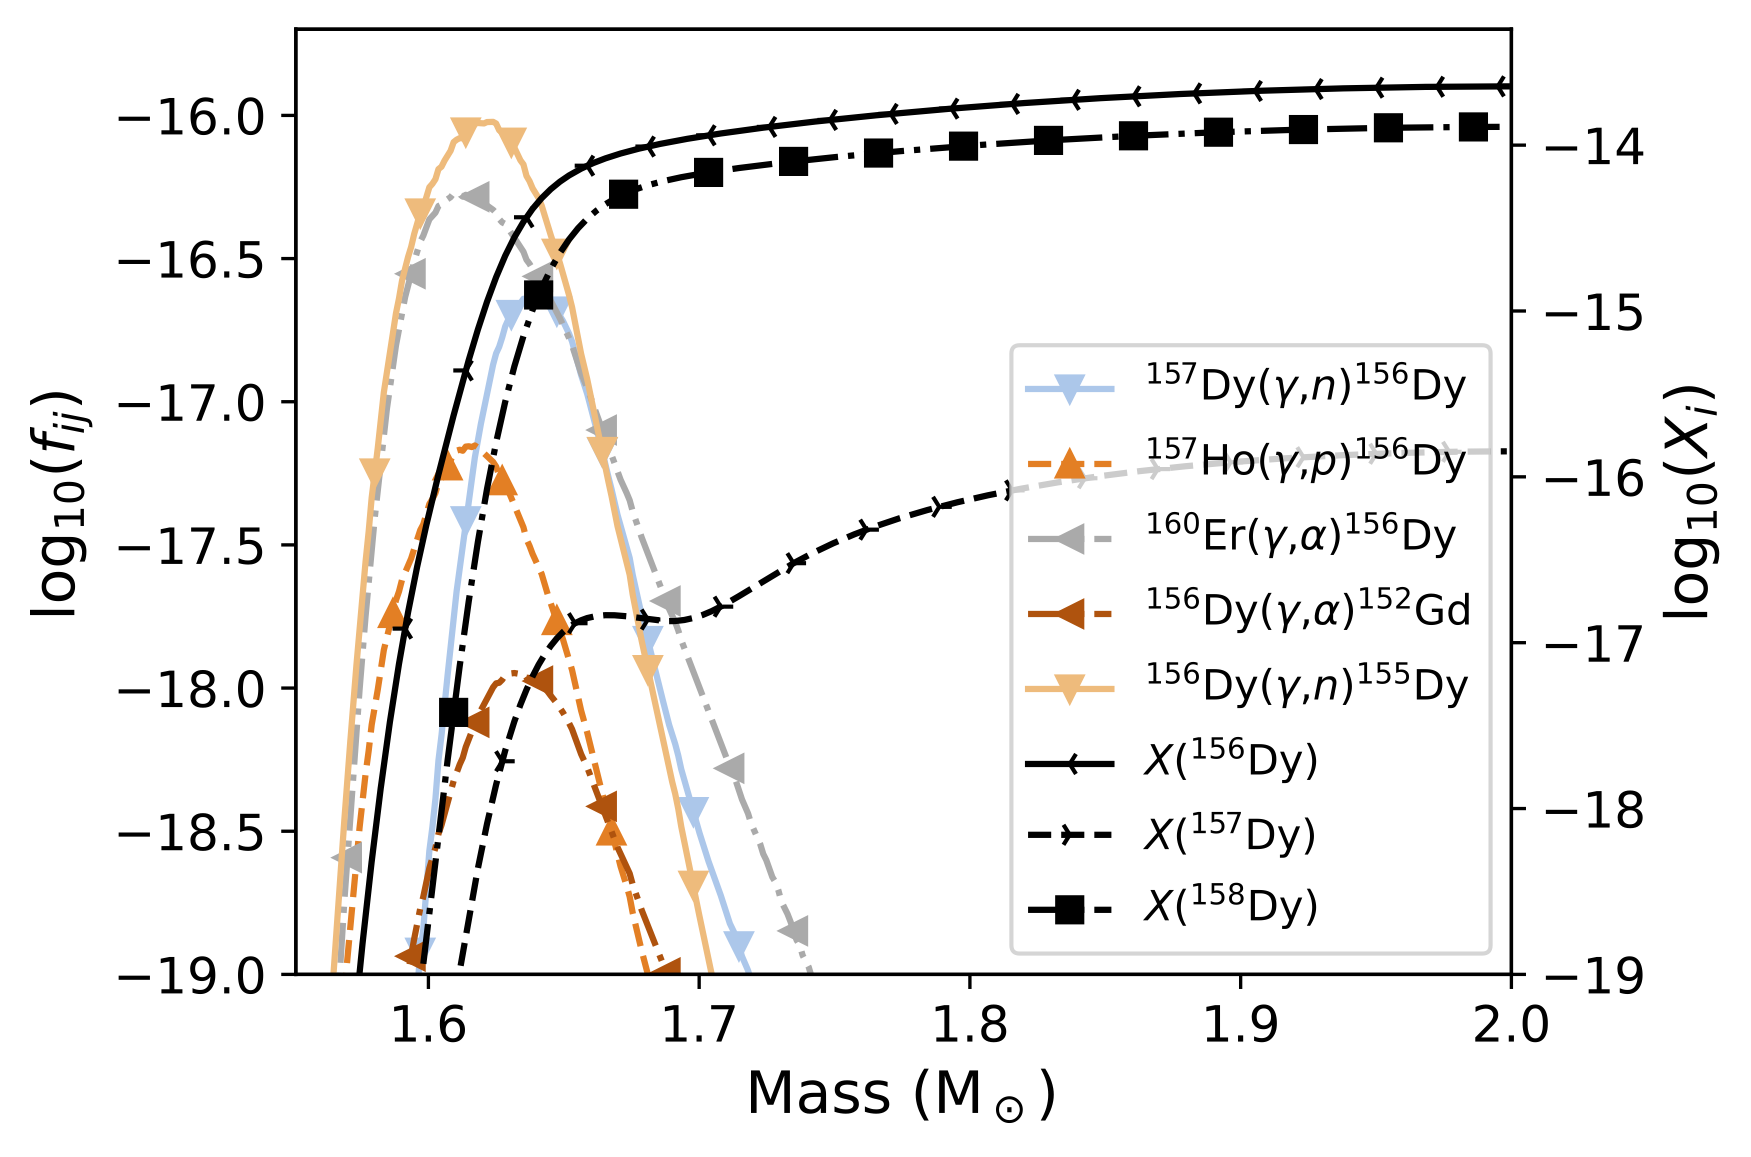 −16.0
−16.5
−17.0
−17.5
−18.0
−18.5
−19.0
log₁₀(fᵢⱼ)
−14
−15
−16
−17
−18
−19
log₁₀(Xᵢ)
¹⁵⁷Dy(γ,n)¹⁵⁶Dy
¹⁵⁷Ho(γ,p)¹⁵⁶Dy
¹⁶⁰Er(γ,α)¹⁵⁶Dy
¹⁵⁶Dy(γ,α)¹⁵²Gd
¹⁵⁶Dy(γ,n)¹⁵⁵Dy
X(¹⁵⁶Dy)
X(¹⁵⁷Dy)
X(¹⁵⁸Dy)
1.6 1.7 1.8 1.9 2.0
Mass (M⊙)